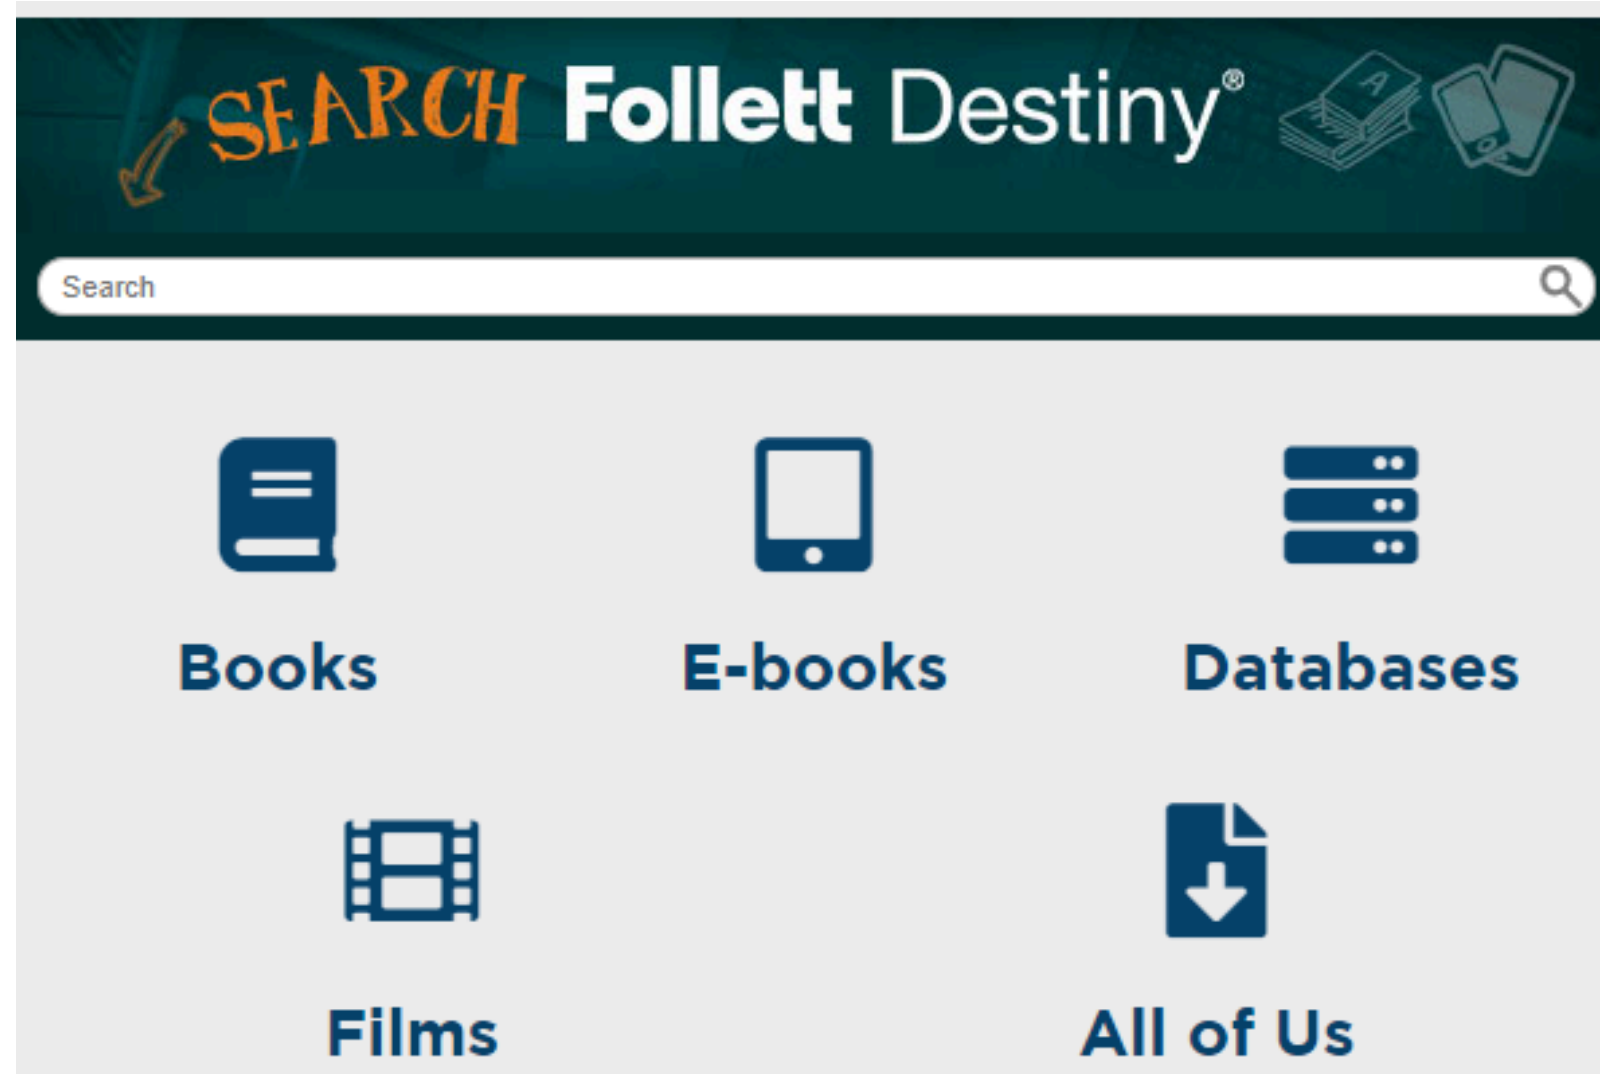 SEARCH Follett Destiny®
A
Search
Books
E-books
Databases
Films
All of Us